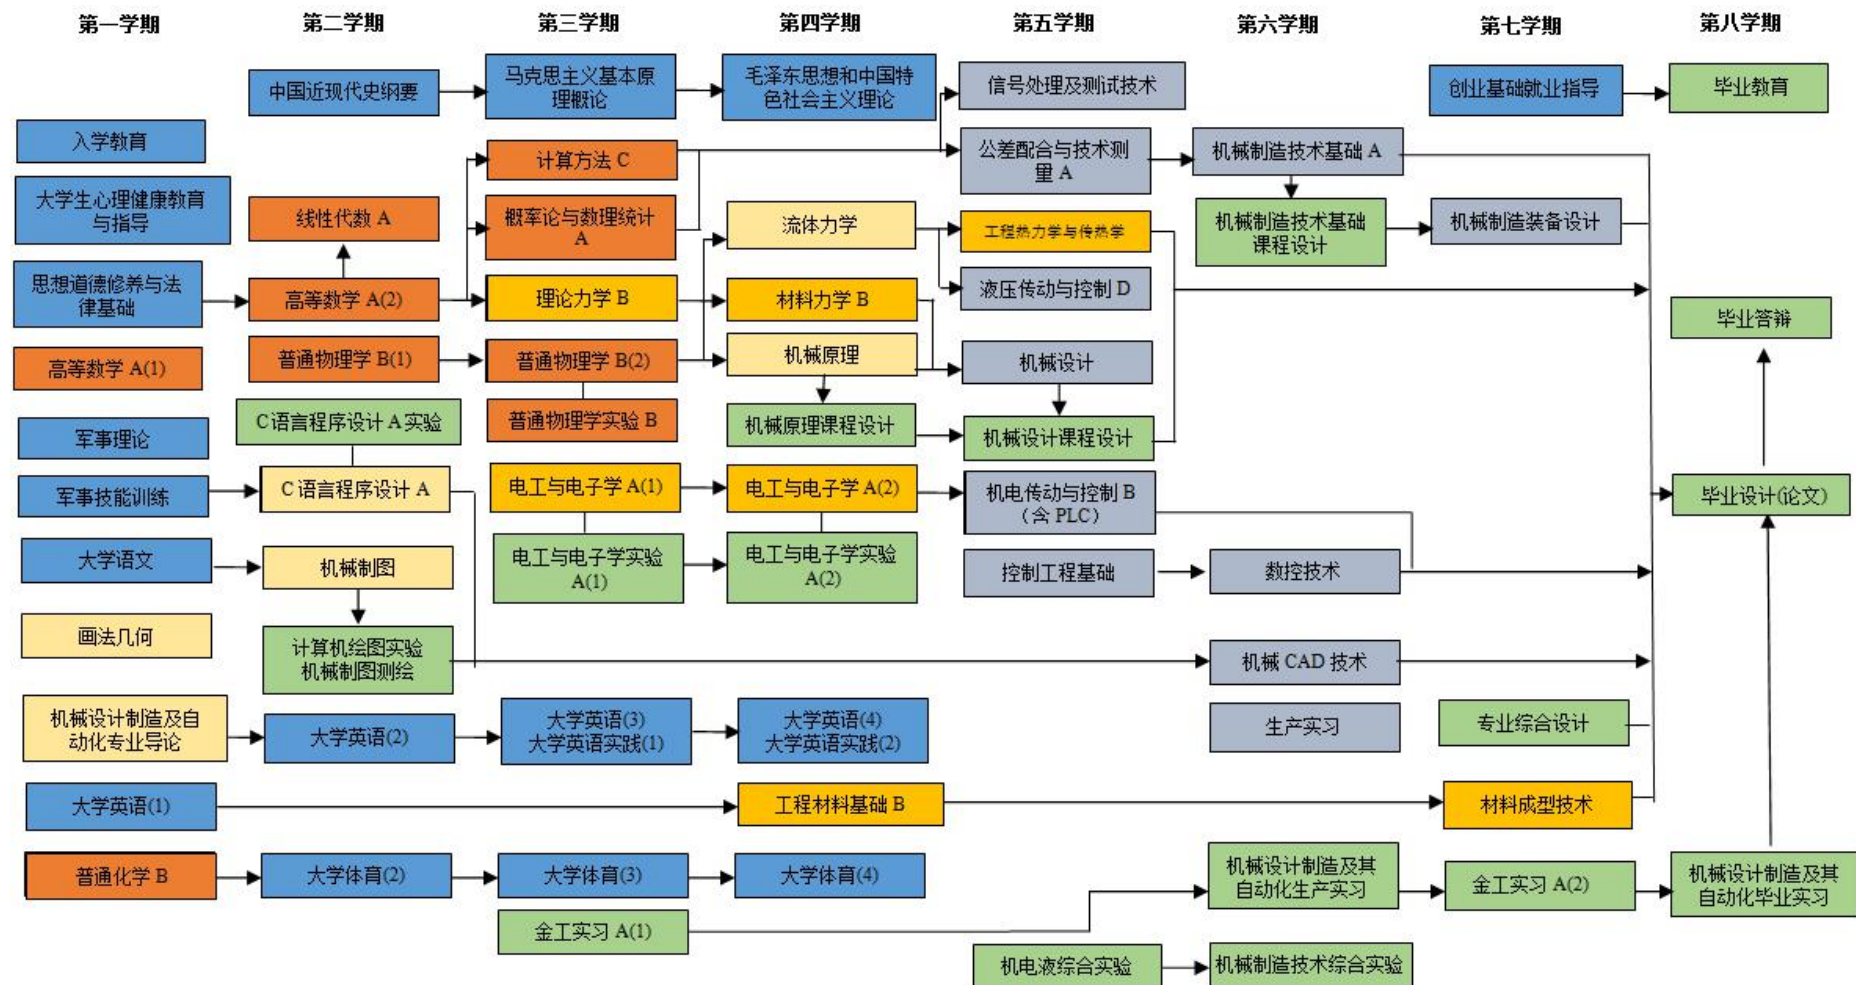 第一学期
第二学期
第三学期
第四学期
第五学期
第六学期
第七学期
第八学期
中国近现代史纲要
马克思主义基本原
理概论
毛泽东思想和中国特
色社会主义理论
信号处理及测试技术
创业基础就业指导
毕业教育
入学教育
计算方法 C
公差配合与技术测
量 A
机械制造技术基础 A
大学生心理健康教育
与指导
线性代数 A
概率论与数理统计
A
流体力学
工程热力学与传热学
机械制造技术基础
课程设计
机械制造装备设计
思想道德修养与法
律基础
高等数学 A(2)
理论力学 B
材料力学 B
液压传动与控制 D
毕业答辩
高等数学 A(1)
普通物理学 B(1)
普通物理学 B(2)
机械原理
机械设计
军事理论
C 语言程序设计 A 实验
普通物理学实验 B
机械原理课程设计
机械设计课程设计
军事技能训练
C 语言程序设计 A
电工与电子学 A(1)
电工与电子学 A(2)
机电传动与控制 B
（含 PLC）
毕业设计(论文)
大学语文
机械制图
电工与电子学实验
A(1)
电工与电子学实验
A(2)
控制工程基础
数控技术
画法几何
计算机绘图实验
机械制图测绘
机械 CAD 技术
机械设计制造及自
动化专业导论
大学英语(2)
大学英语(3)
大学英语实践(1)
大学英语(4)
大学英语实践(2)
生产实习
专业综合设计
大学英语(1)
工程材料基础 B
材料成型技术
普通化学 B
大学体育(2)
大学体育(3)
大学体育(4)
机械设计制造及其
自动化生产实习
金工实习 A(2)
机械设计制造及其
自动化毕业实习
金工实习 A(1)
机电液综合实验
机械制造技术综合实验